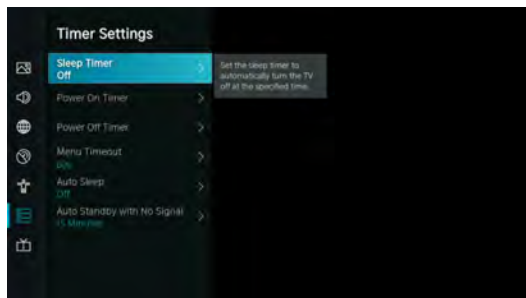 Timer Settings
Sleep Timer
Off
Set the sleep timer to
automatically turn the TV
off at the specified time.
Power On Timer
Power Off Timer
Menu Timeout
60s
Auto Sleep
Off
Auto Standby with No Signal
15 Minutes